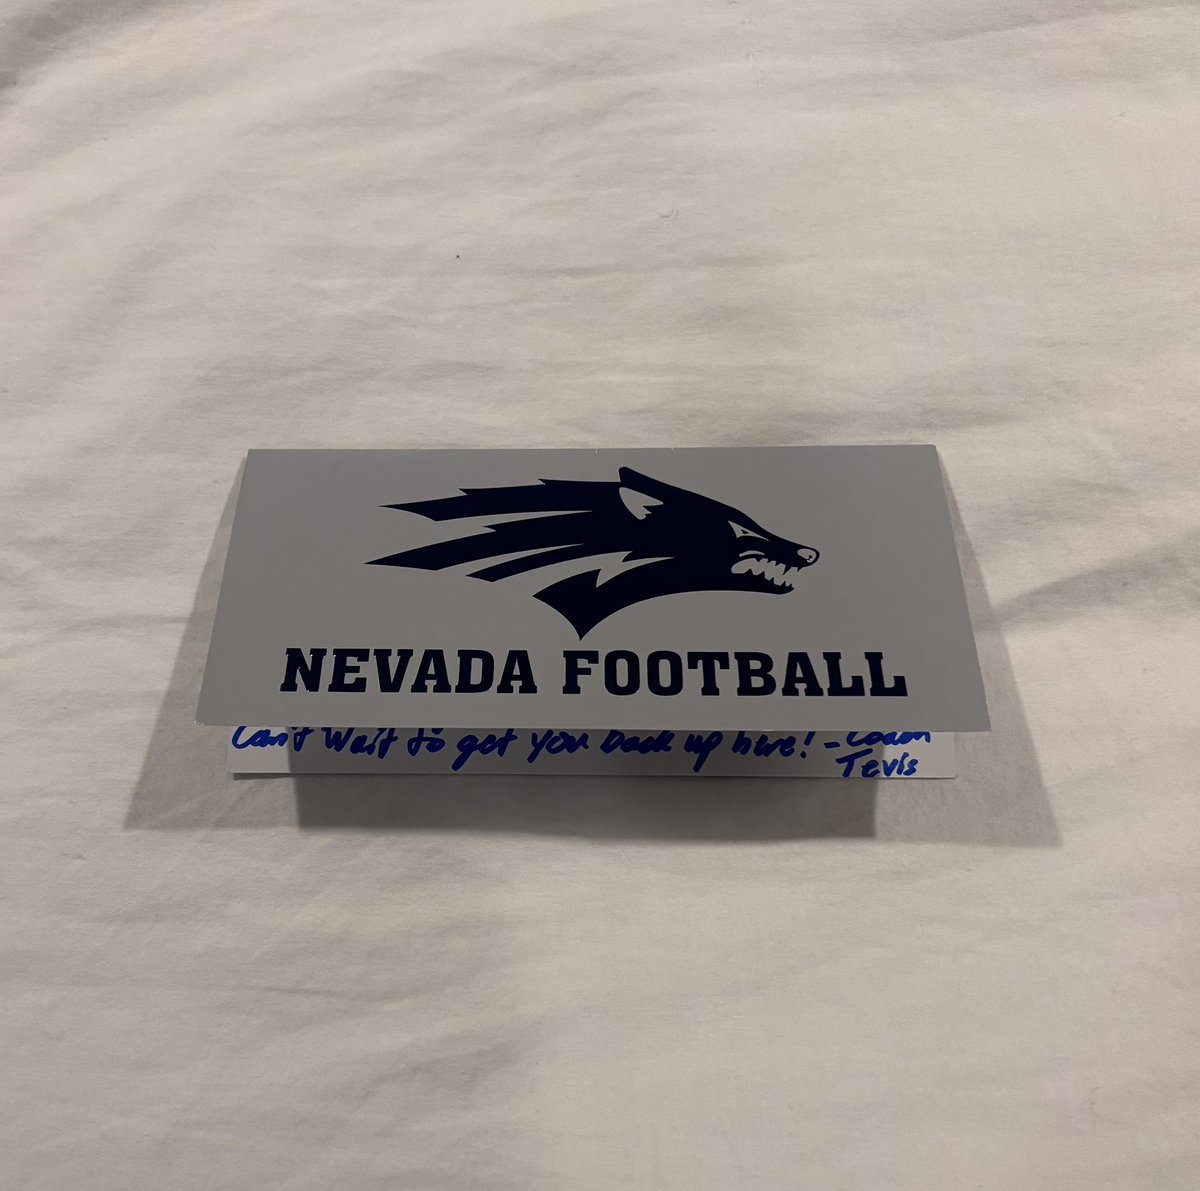 NEVADA FOOTBALL
Can't Wait to get you back up here! - Coach
Tevis